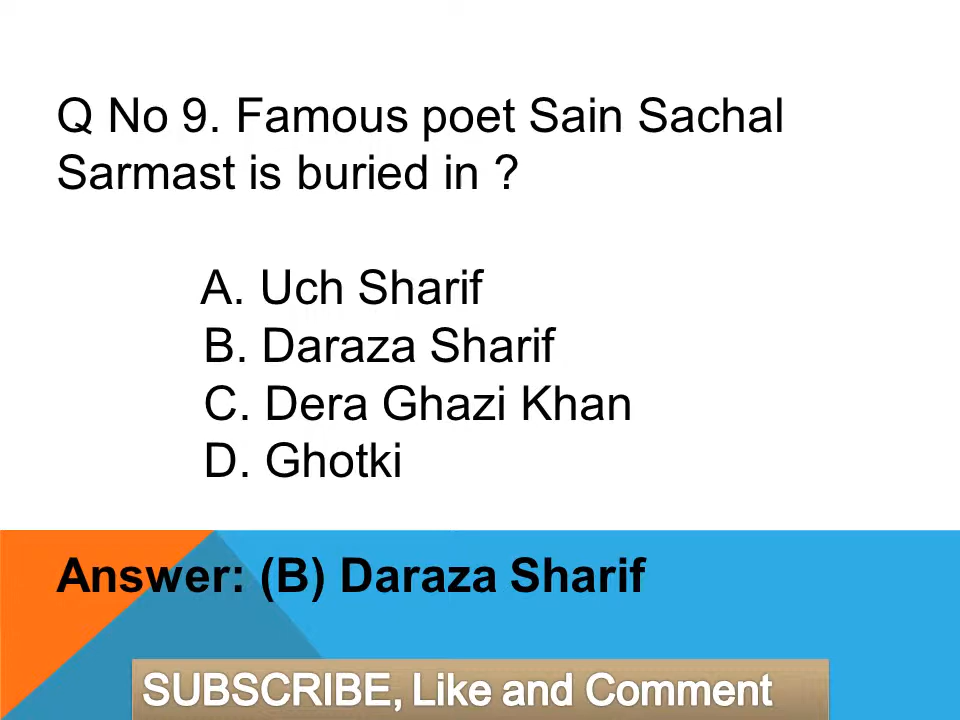 Q No 9. Famous poet Sain Sachal
Sarmast is buried in ?
A. Uch Sharif
B. Daraza Sharif
C. Dera Ghazi Khan
D. Ghotki
Answer: (B) Daraza Sharif
SUBSCRIBE, Like and Comment